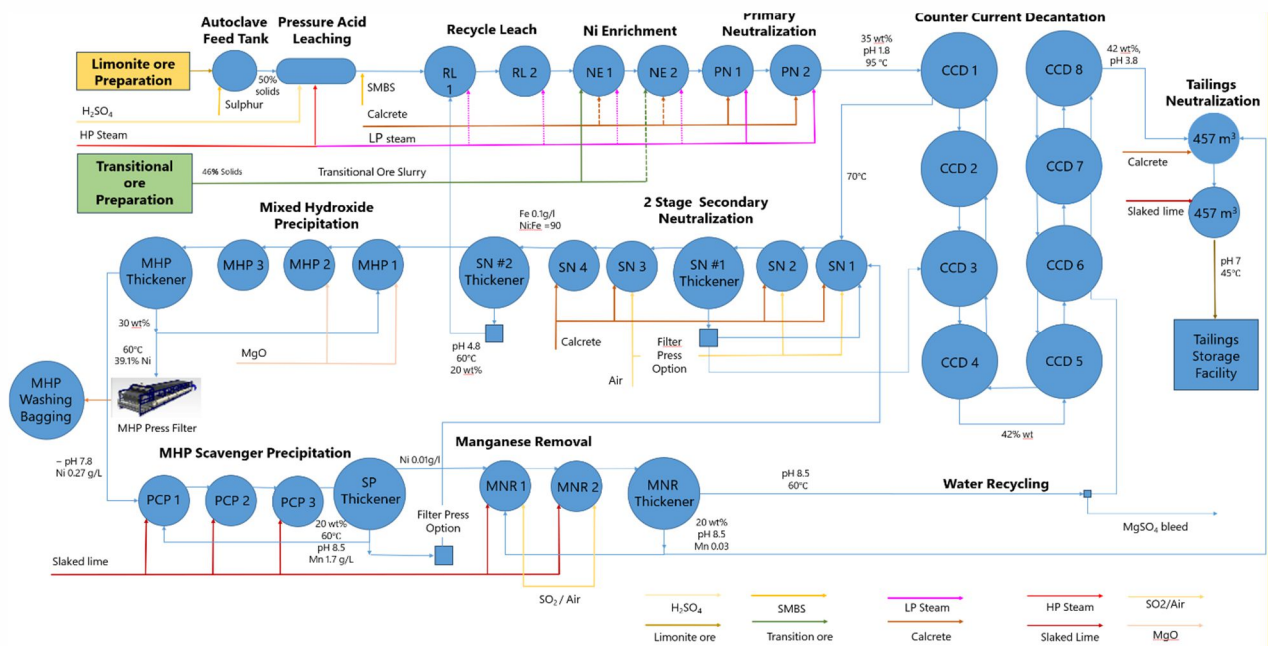 Counter Current Decantation
Autoclave
Feed Tank
Pressure Acid
Leaching
Recycle Leach
Ni Enrichment
Primary
Neutralization
35 wt%
pH 1.8
95 °C
42 wt%,
pH 3.8
Limonite ore
Preparation
50%
solids
Sulphur
H₂SO₄
HP Steam
SMBS
Calcrete
LP steam
RL
1
RL 2
NE 1
NE 2
PN 1
PN 2
CCD 1
CCD 8
Tailings
Neutralization
457 m³
Calcrete
Slaked lime
457 m³
Transitional
ore
Preparation
46% Solids
Transitional Ore Slurry
70°C
CCD 2
CCD 7
Mixed Hydroxide
Precipitation
Fe 0.1g/l
Ni:Fe =90
2 Stage Secondary
Neutralization
MHP
Thickener
MHP 3
MHP 2
MHP 1
SN #2
Thickener
SN 4
SN 3
SN #1
Thickener
SN 2
SN 1
CCD 3
CCD 6
pH 7
45°C
30 wt%
60°C
39.1% Ni
MgO
pH 4.8
60°C
20 wt%
Calcrete
Air
Filter
Press
Option
CCD 4
CCD 5
Tailings
Storage
Facility
MHP
Washing
Bagging
MHP Press Filter
42% wt
MHP Scavenger Precipitation
Manganese Removal
– pH 7.8
Ni 0.27 g/L
Ni 0.01g/l
PCP 1
PCP 2
PCP 3
SP
Thickener
MNR 1
MNR 2
MNR
Thickener
pH 8.5
60°C
Water Recycling
MgSO₄ bleed
20 wt%
60°C
pH 8.5
Mn 1.7 g/L
Filter Press
Option
20 wt%
pH 8.5
Mn 0.03
Slaked lime
SO₂ / Air
H₂SO₄
SMBS
LP Steam
HP Steam
SO2/Air
Limonite ore
Transition ore
Calcrete
Slaked Lime
MgO